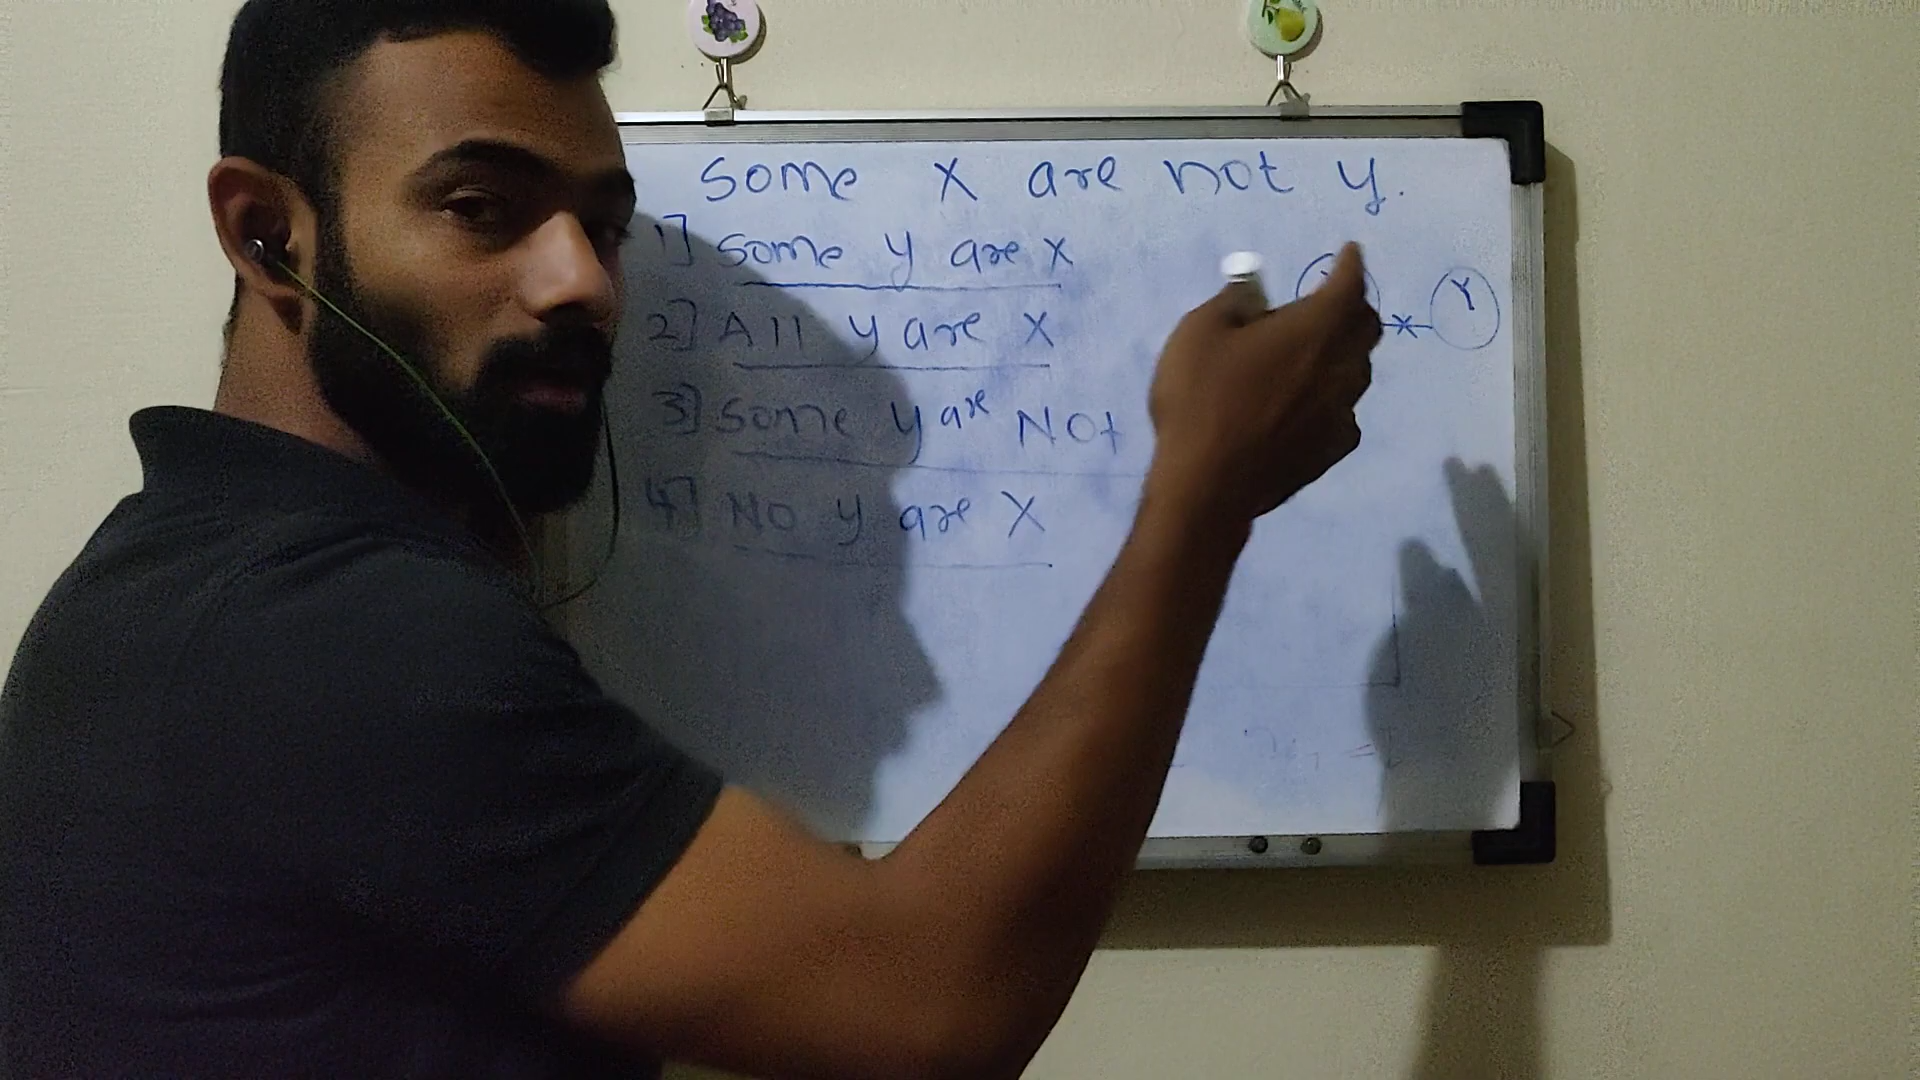 Some X are not y.
1] Some y are X
2] All y are X
3] Some y are Not
4] No y are X
X Y